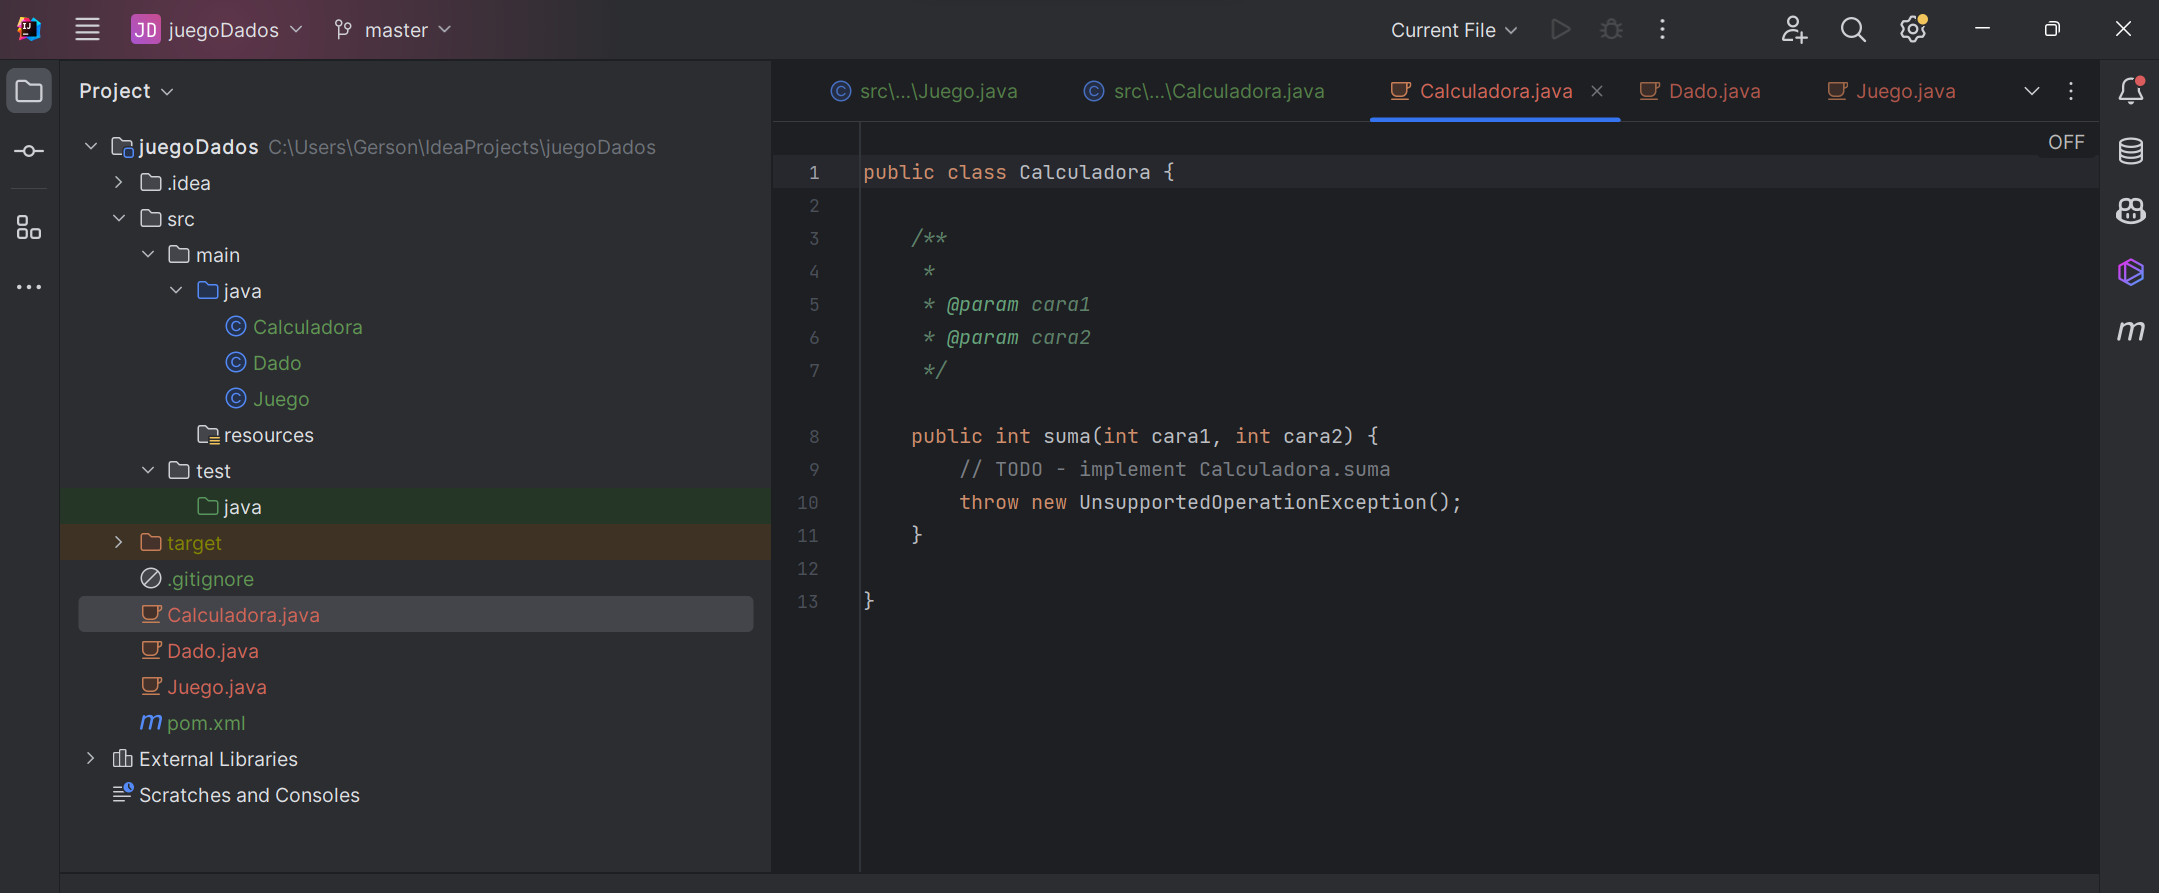 JD juegoDados master Current File
Project
src\...\Juego.java src\...\Calculadora.java Calculadora.java Dado.java Juego.java
OFF
juegoDados C:\Users\Gerson\IdeaProjects\juegoDados
.idea
src
main
java
Calculadora
Dado
Juego
resources
test
java
target
.gitignore
Calculadora.java
Dado.java
Juego.java
m pom.xml
External Libraries
Scratches and Consoles
1 public class Calculadora {
2
3 /**
4 *
5 * @param cara1
6 * @param cara2
7 */
8 public int suma(int cara1, int cara2) {
9 // TODO - implement Calculadora.suma
10 throw new UnsupportedOperationException();
11 }
12
13 }
m